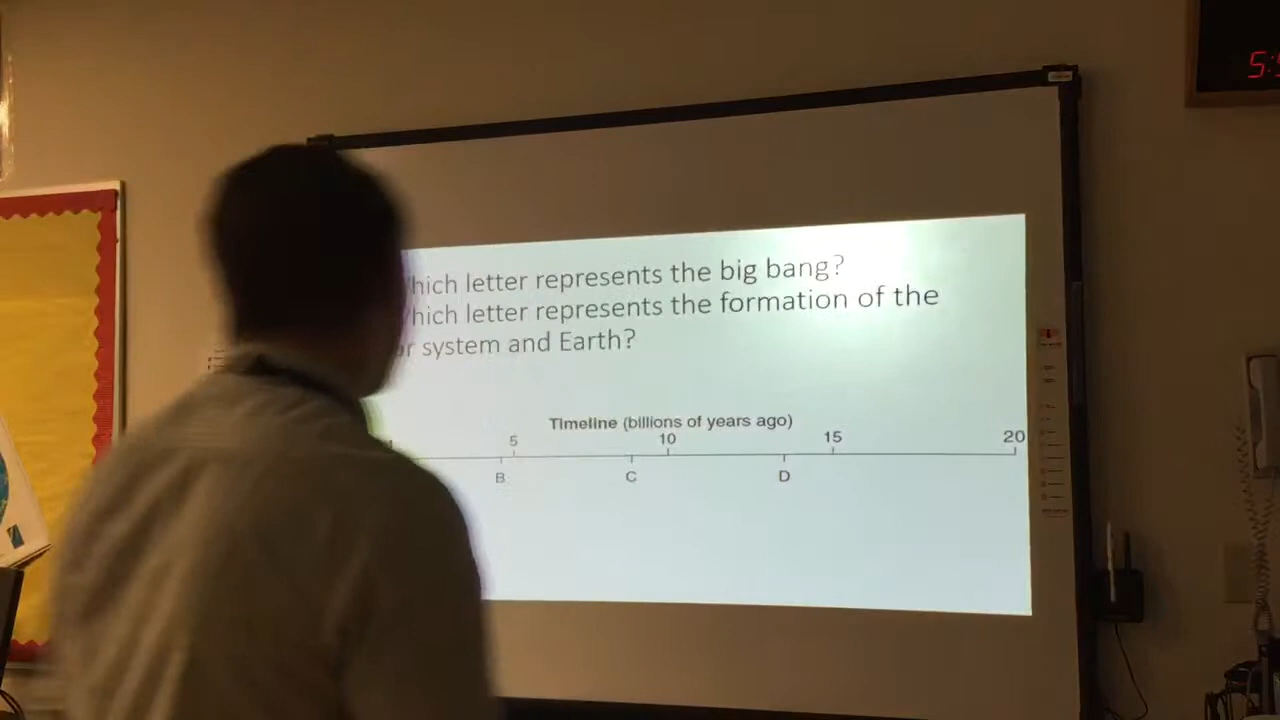 hich letter represents the big bang?
hich letter represents the formation of the
r system and Earth?
Timeline (billions of years ago)
5 10 15 20
B C D
5: